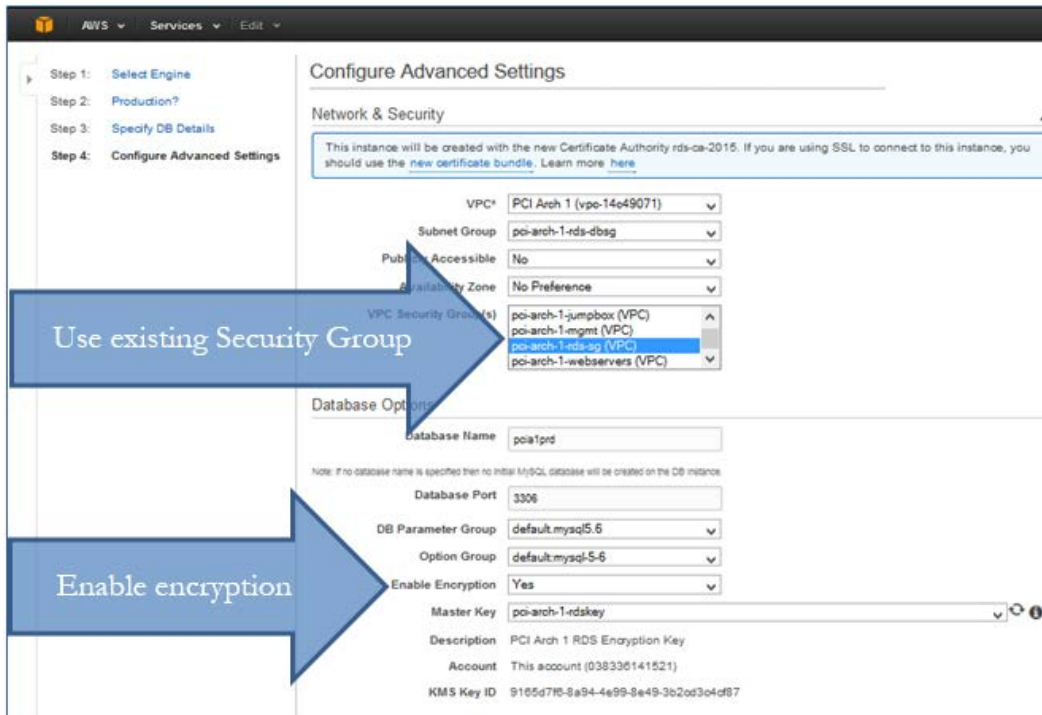 AWS Services Edit
Step 1: Select Engine
Step 2: Production?
Step 3: Specify DB Details
Step 4: Configure Advanced Settings
Configure Advanced Settings
Network & Security
This instance will be created with the new Certificate Authority rds-ca-2015. If you are using SSL to connect to this instance, you
should use the new certificate bundle. Learn more here
VPC* PCI Arch 1 (vpc-14c49071)
Subnet Group pci-arch-1-rds-dbsg
Publicly Accessible No
Availability Zone No Preference
VPC Security Group(s) pci-arch-1-jumpbox (VPC)
pci-arch-1-mgmt (VPC)
pci-arch-1-rds-sg (VPC)
pci-arch-1-webservers (VPC)
Use existing Security Group
Database Options
Database Name pcia1prd
Note: If no database name is specified then no initial MySQL database will be created on the DB instance.
Database Port 3306
DB Parameter Group default.mysql5.6
Option Group default:mysql-5-6
Enable Encryption Yes
Enable encryption
Master Key pci-arch-1-rdskey
Description PCI Arch 1 RDS Encryption Key
Account This account (038336141521)
KMS Key ID 9165d7f6-8a94-4e99-8e49-3b2cd3c4cf87